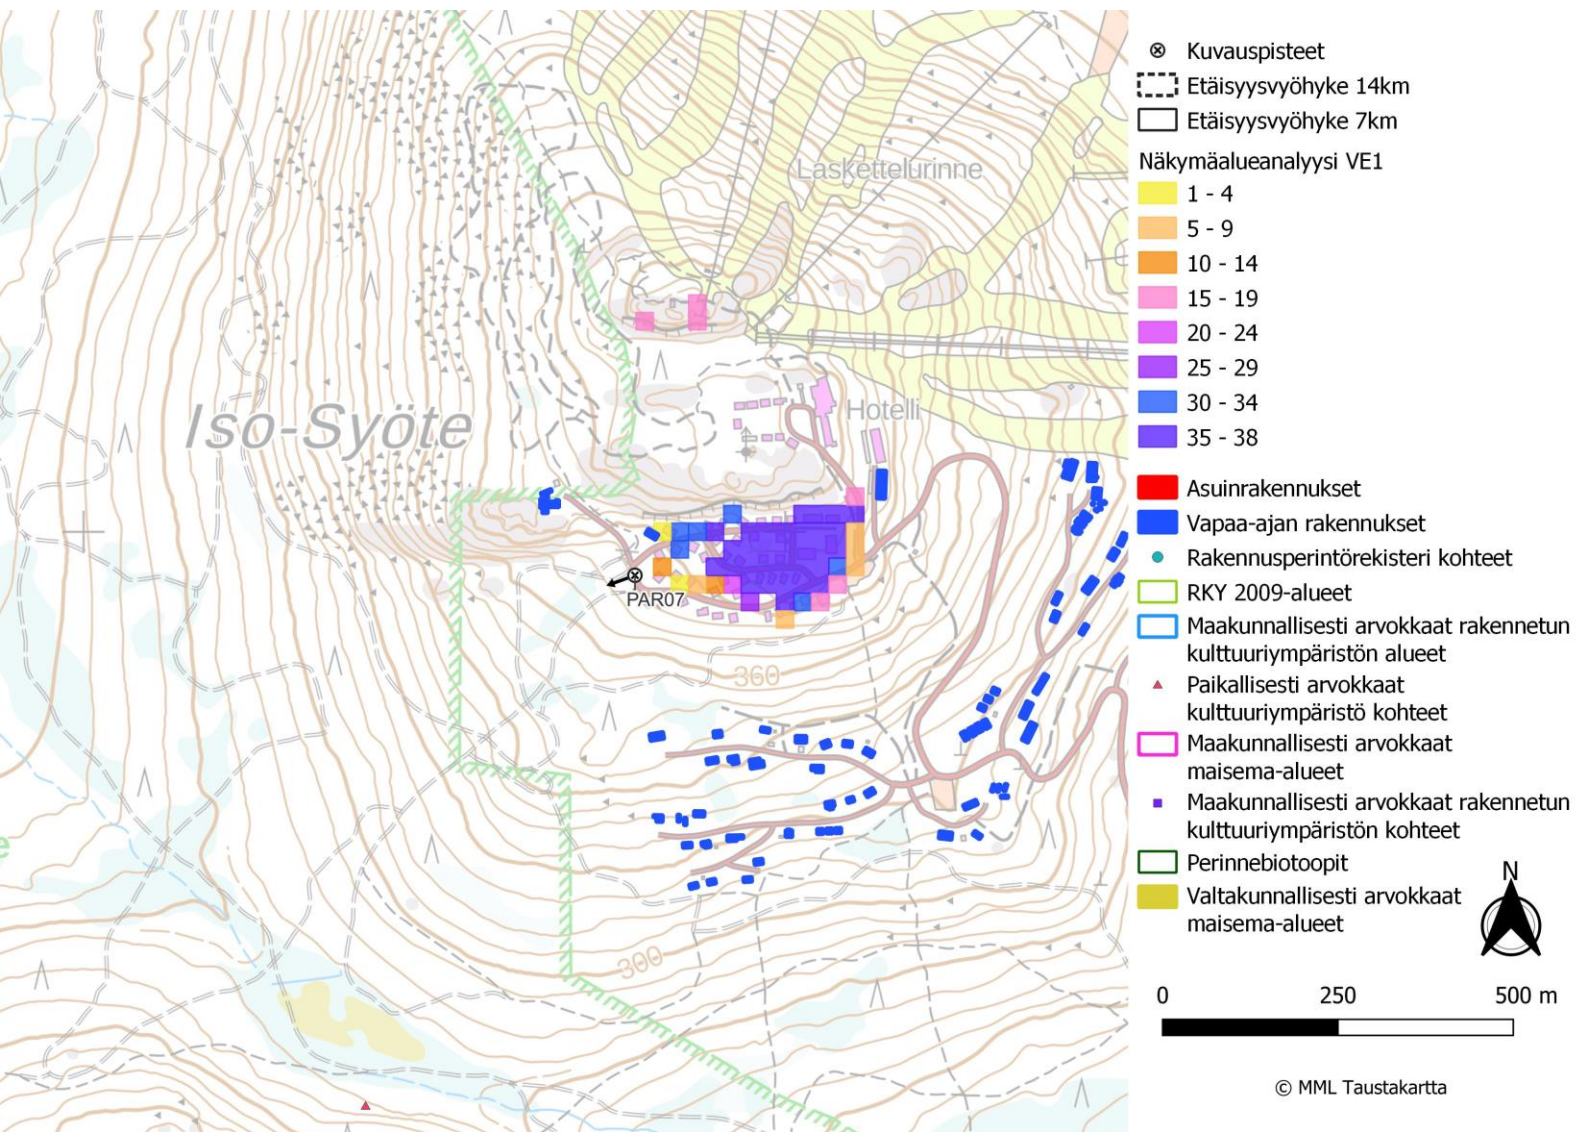 Laskettelurinne
Iso-Syöte
Hotelli
PAR07
360
300
e
Kuvauspisteet
Etäisyysvyöhyke 14km
Etäisyysvyöhyke 7km
Näkymäalueanalyysi VE1
1 - 4
5 - 9
10 - 14
15 - 19
20 - 24
25 - 29
30 - 34
35 - 38
Asuinrakennukset
Vapaa-ajan rakennukset
Rakennusperintörekisteri kohteet
RKY 2009-alueet
Maakunnallisesti arvokkaat rakennetun
kulttuuriympäristön alueet
Paikallisesti arvokkaat
kulttuuriympäristö kohteet
Maakunnallisesti arvokkaat
maisema-alueet
Maakunnallisesti arvokkaat rakennetun
kulttuuriympäristön kohteet
Perinnebiotoopit
Valtakunnallisesti arvokkaat
maisema-alueet
N
0 250 500 m
© MML Taustakartta